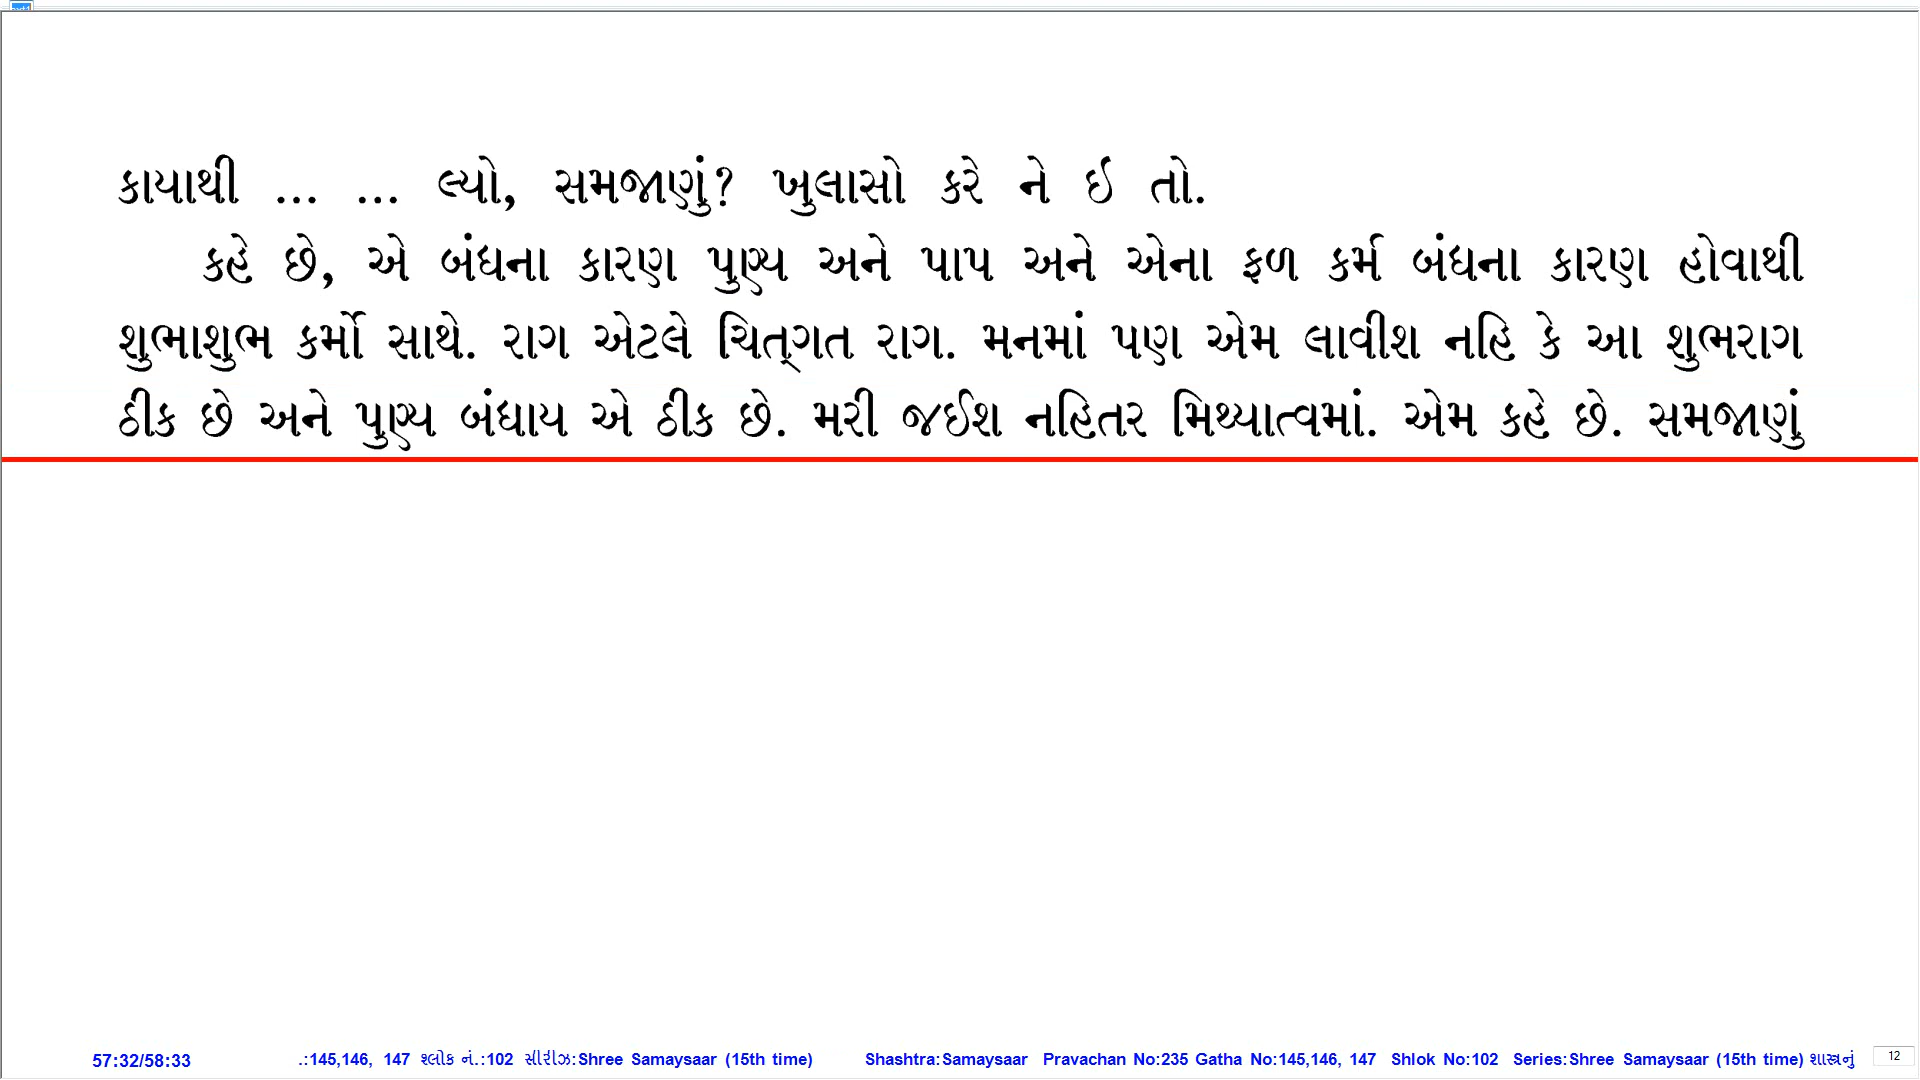 કાયાથી ... ... લ્યો, સમજાણું? ખુલાસો કરે ને ઈ તો.
કહે છે, એ બંધના કારણ પુણ્ય અને પાપ અને એના ફળ કર્મ બંધના કારણ હોવાથી
શુભાશુભ કર્મો સાથે. રાગ એટલે ચિત્‌ગત રાગ. મનમાં પણ એમ લાવીશ નહિ કે આ શુભરાગ
ઠીક છે અને પુણ્ય બંધાય એ ઠીક છે. મરી જઈશ નહિતર મિથ્યાત્વમાં. એમ કહે છે. સમજાણું
57:32/58:33 .:145,146, 147 શ્લોક નં.:102 સીરીઝ:Shree Samaysaar (15th time) Shashtra:Samaysaar Pravachan No:235 Gatha No:145,146, 147 Shlok No:102 Series:Shree Samaysaar (15th time) શાસ્ત્રનું 12